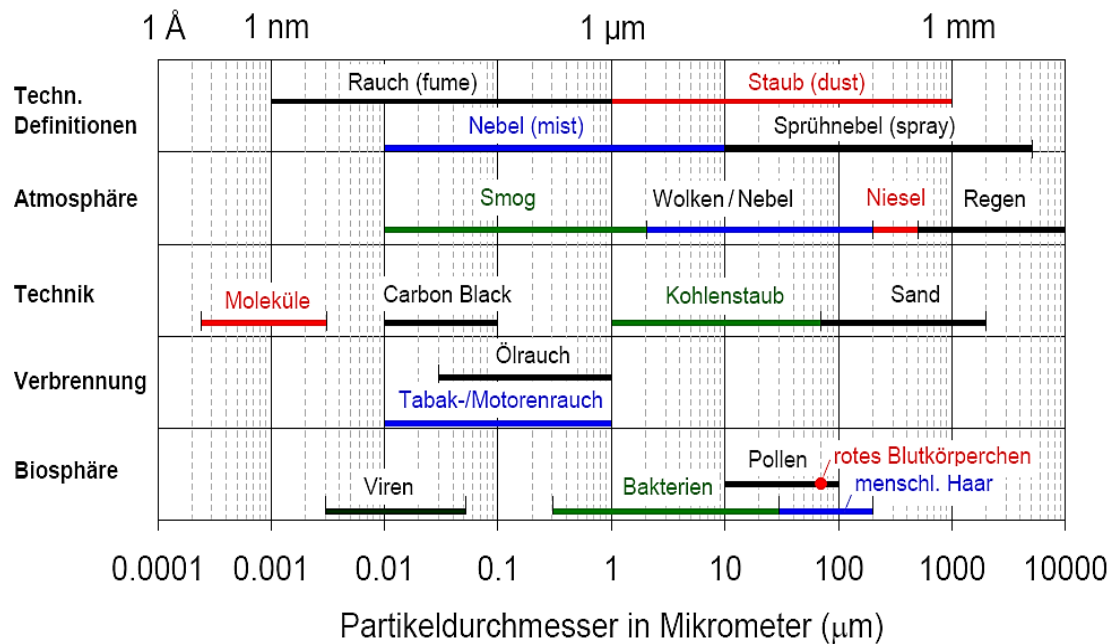 1 Å 1 nm 1 µm 1 mm
Rauch (fume) Staub (dust)
Techn.
Definitionen
Nebel (mist) Sprühnebel (spray)
Atmosphäre
Smog Wolken / Nebel Niesel Regen
Technik
Moleküle Carbon Black Kohlenstaub Sand
Ölrauch
Verbrennung
Tabak-/Motorenrauch
Biosphäre
Pollen rotes Blutkörperchen
Viren Bakterien menschl. Haar
0.0001 0.001 0.01 0.1 1 10 100 1000 10000
Partikeldurchmesser in Mikrometer (µm)